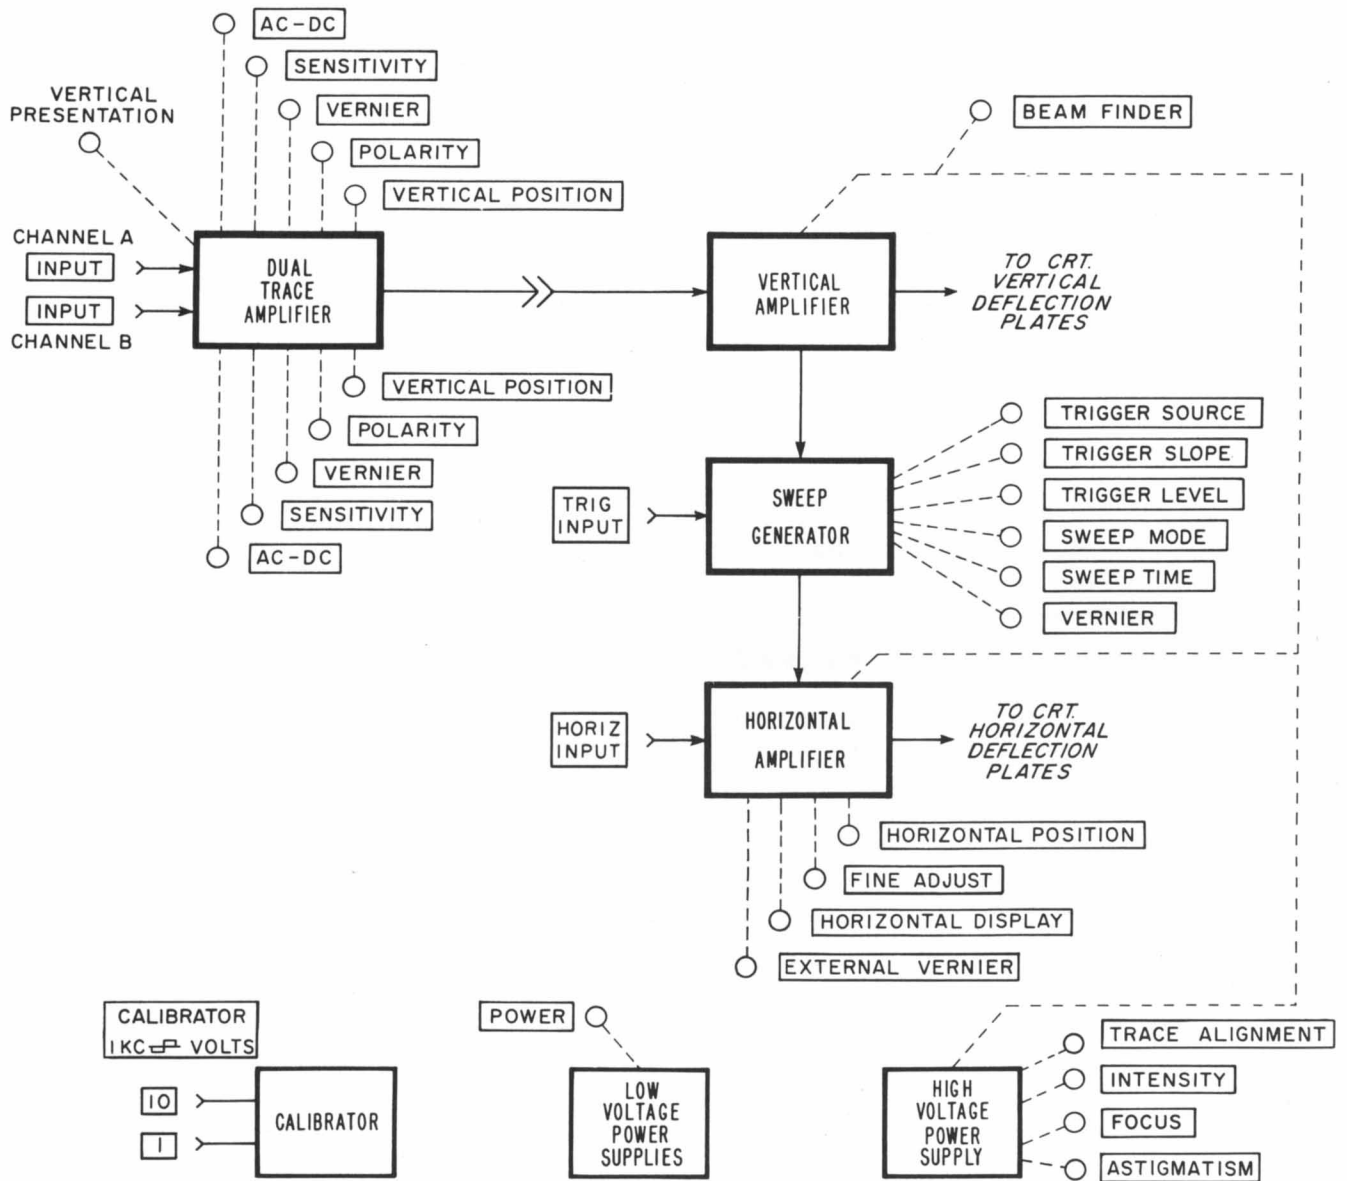 AC-DC
SENSITIVITY
VERTICAL
PRESENTATION
VERNIER
POLARITY
VERTICAL POSITION
BEAM FINDER
CHANNEL A
INPUT
INPUT
CHANNEL B
DUAL
TRACE
AMPLIFIER
VERTICAL
AMPLIFIER
TO CRT.
VERTICAL
DEFLECTION
PLATES
VERTICAL POSITION
POLARITY
VERNIER
SENSITIVITY
AC-DC
TRIG
INPUT
SWEEP
GENERATOR
TRIGGER SOURCE
TRIGGER SLOPE
TRIGGER LEVEL
SWEEP MODE
SWEEP TIME
VERNIER
HORIZ
INPUT
HORIZONTAL
AMPLIFIER
TO CRT.
HORIZONTAL
DEFLECTION
PLATES
HORIZONTAL POSITION
FINE ADJUST
HORIZONTAL DISPLAY
EXTERNAL VERNIER
CALIBRATOR
1 KC VOLTS
10
1
CALIBRATOR
POWER
LOW
VOLTAGE
POWER
SUPPLIES
HIGH
VOLTAGE
POWER
SUPPLY
TRACE ALIGNMENT
INTENSITY
FOCUS
ASTIGMATISM